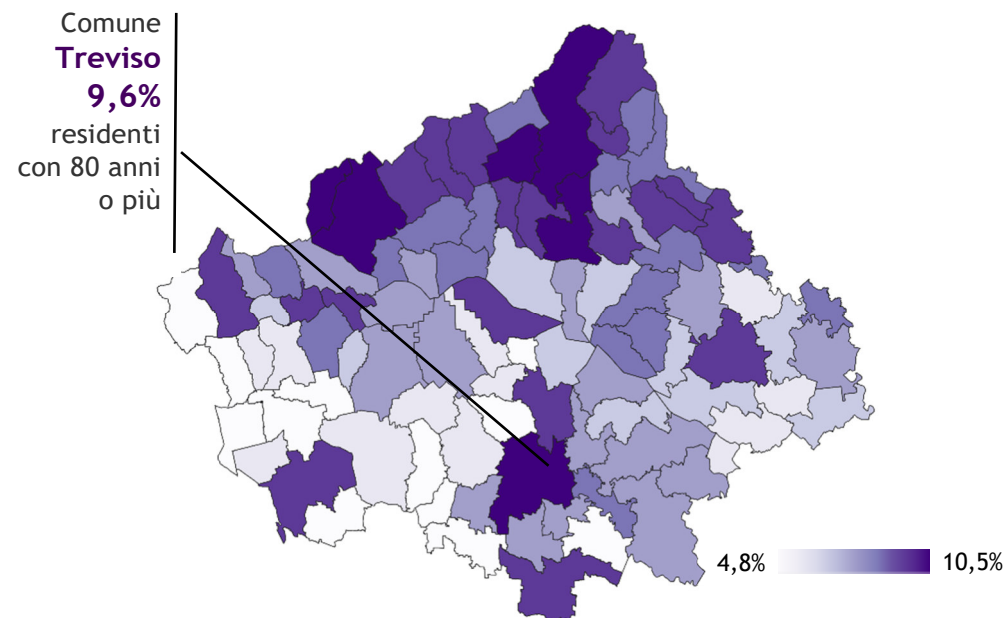 Comune
Treviso
9,6%
residenti
con 80 anni
o più
4,8%
10,5%